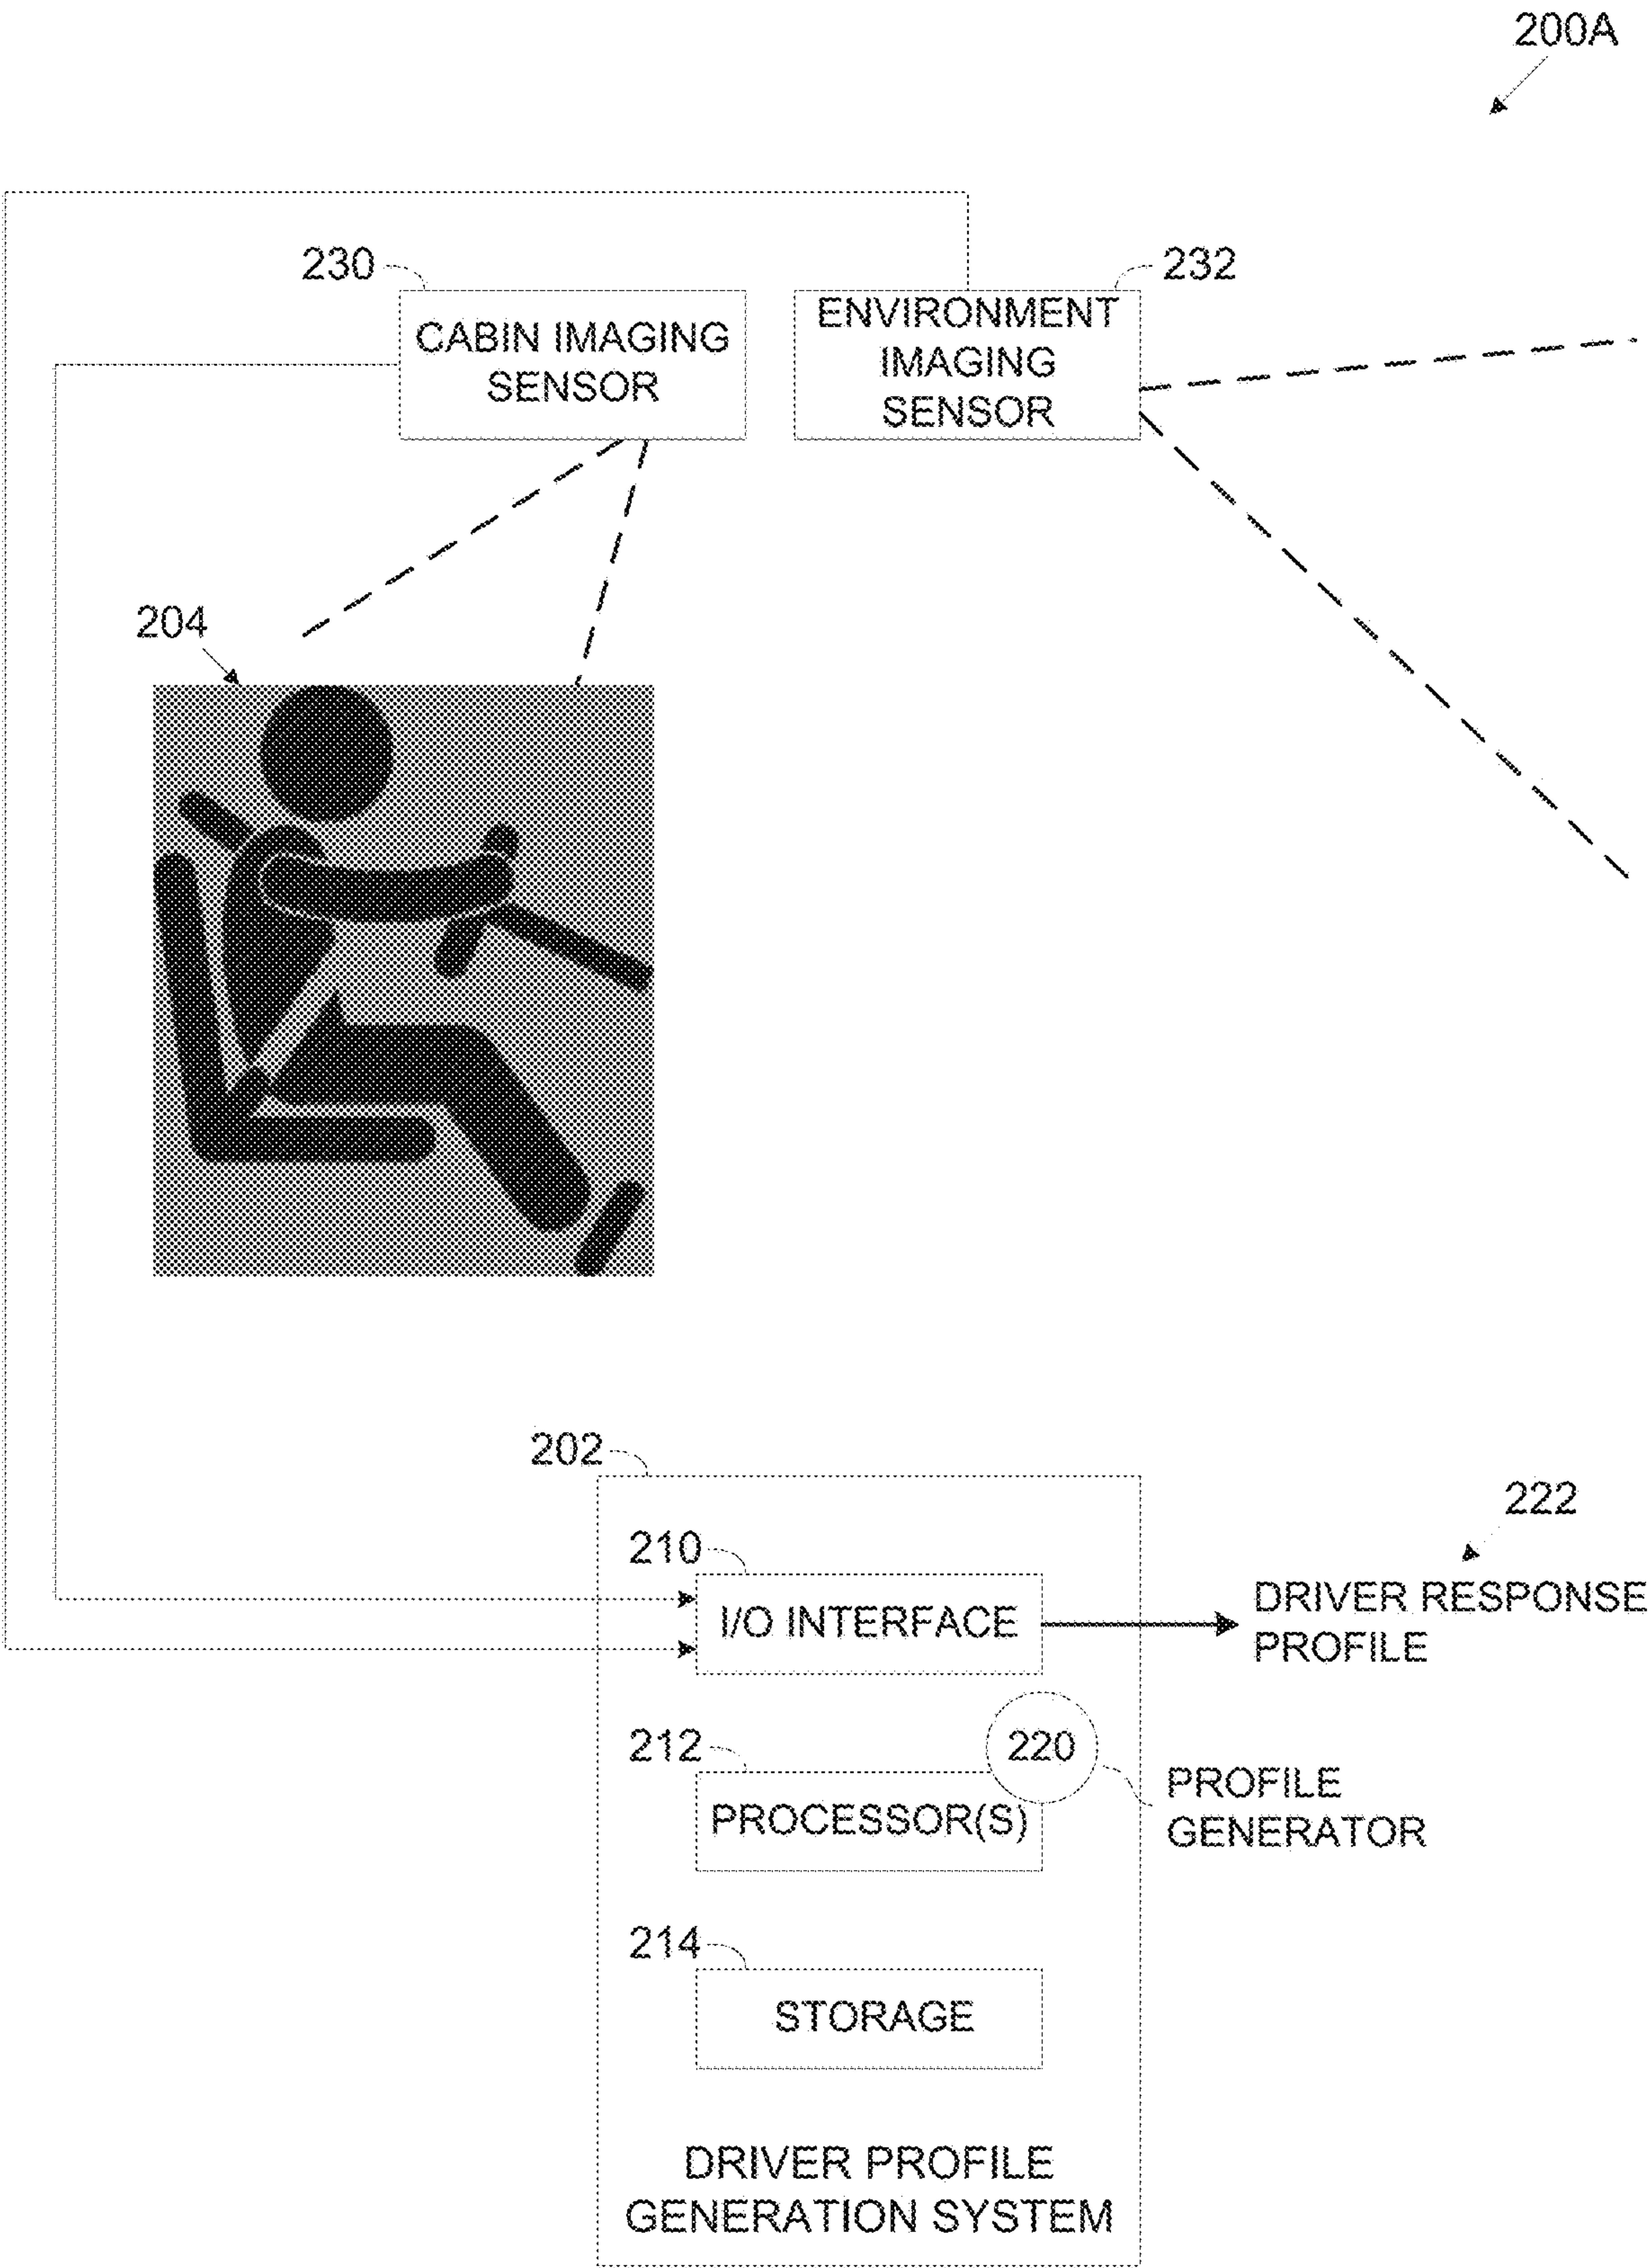 200A
230
232
CABIN IMAGING
SENSOR
ENVIRONMENT
IMAGING
SENSOR
204
202
222
210
I/O INTERFACE
DRIVER RESPONSE
PROFILE
212
220
PROCESSOR(S)
PROFILE
GENERATOR
214
STORAGE
DRIVER PROFILE
GENERATION SYSTEM